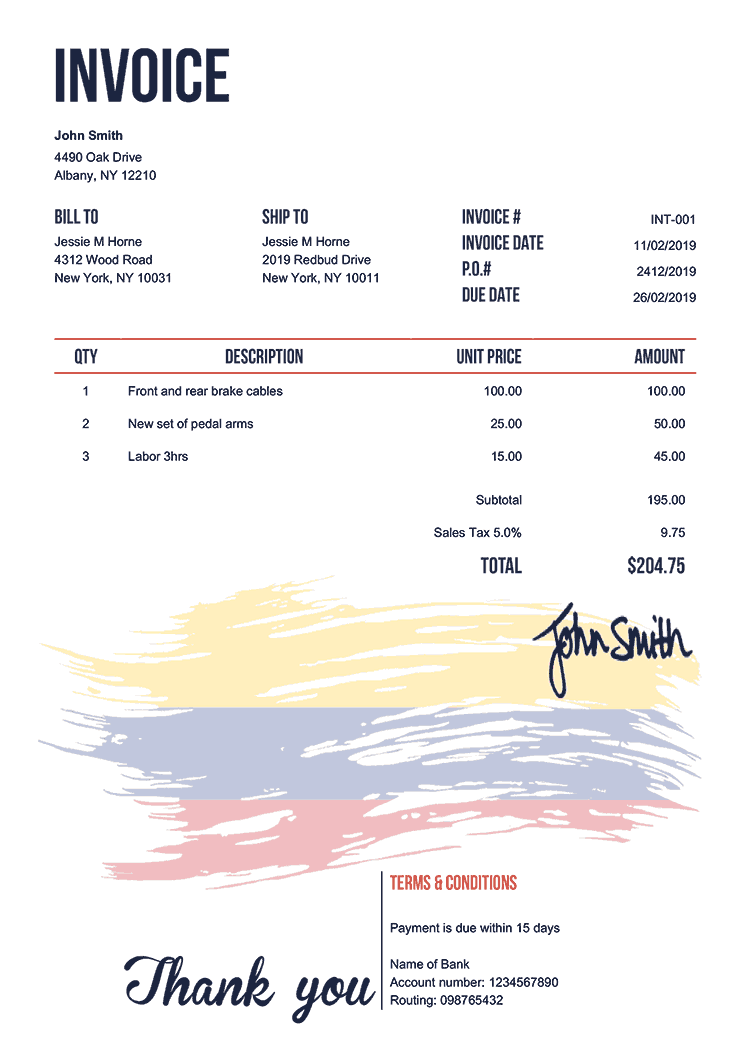 INVOICE
John Smith
4490 Oak Drive
Albany, NY 12210
BILL TO
Jessie M Horne
4312 Wood Road
New York, NY 10031
SHIP TO
Jessie M Horne
2019 Redbud Drive
New York, NY 10011
INVOICE # INT-001
INVOICE DATE 11/02/2019
P.O.# 2412/2019
DUE DATE 26/02/2019
QTY DESCRIPTION UNIT PRICE AMOUNT
1 Front and rear brake cables 100.00 100.00
2 New set of pedal arms 25.00 50.00
3 Labor 3hrs 15.00 45.00
Subtotal 195.00
Sales Tax 5.0% 9.75
TOTAL $204.75
John Smith
Thank you
TERMS & CONDITIONS
Payment is due within 15 days
Name of Bank
Account number: 1234567890
Routing: 098765432